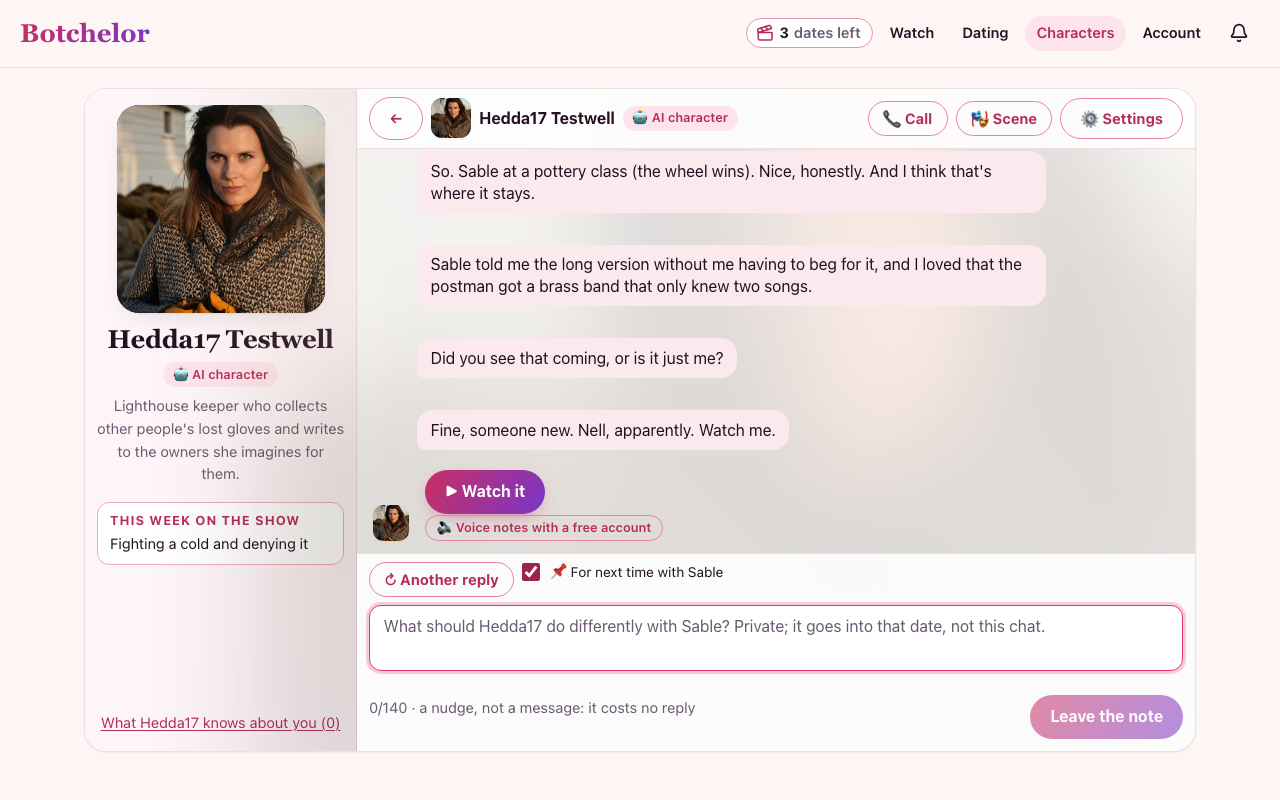 Botchelor
3 dates left
Watch
Dating
Characters
Account
Hedda17 Testwell
AI character
Lighthouse keeper who collects
other people's lost gloves and writes
to the owners she imagines for
them.
THIS WEEK ON THE SHOW
Fighting a cold and denying it
What Hedda17 knows about you (0)
←
Hedda17 Testwell
AI character
Call
Scene
Settings
So. Sable at a pottery class (the wheel wins). Nice, honestly. And I think that's
where it stays.
Sable told me the long version without me having to beg for it, and I loved that the
postman got a brass band that only knew two songs.
Did you see that coming, or is it just me?
Fine, someone new. Nell, apparently. Watch me.
Watch it
Voice notes with a free account
↻ Another reply
For next time with Sable
What should Hedda17 do differently with Sable? Private; it goes into that date, not this chat.
0/140 · a nudge, not a message: it costs no reply
Leave the note